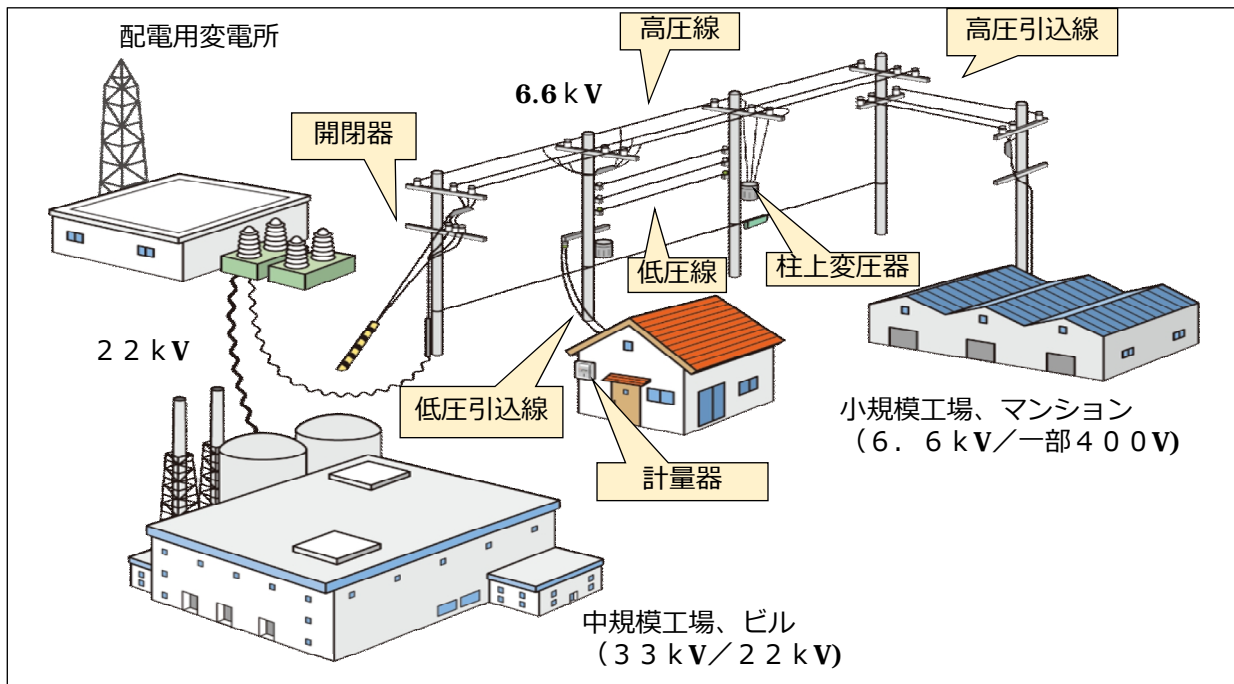 配電用変電所
高圧線
高圧引込線
6.6ｋV
開閉器
低圧線
柱上変圧器
２２ｋV
低圧引込線
計量器
小規模工場、マンション
（６．６ｋV／一部４００V)
中規模工場、ビル
（３３ｋV／２２ｋV)